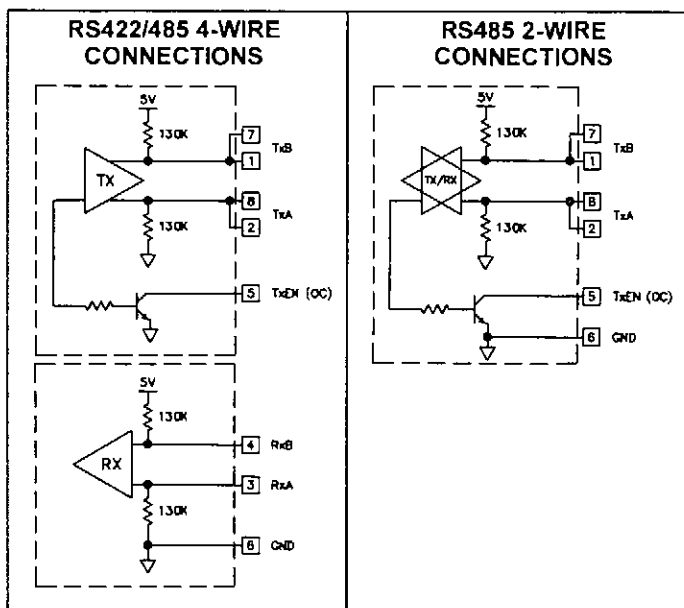 RS422/485 4-WIRE
CONNECTIONS
5V
130K
7
TxB
1
TX
8
TxA
2
130K
5
TxEN (OC)
5V
130K
4
RxB
RX
3
RxA
130K
6
GND
RS485 2-WIRE
CONNECTIONS
5V
130K
7
TxB
1
TX/RX
8
TxA
2
130K
5
TxEN (OC)
6
GND